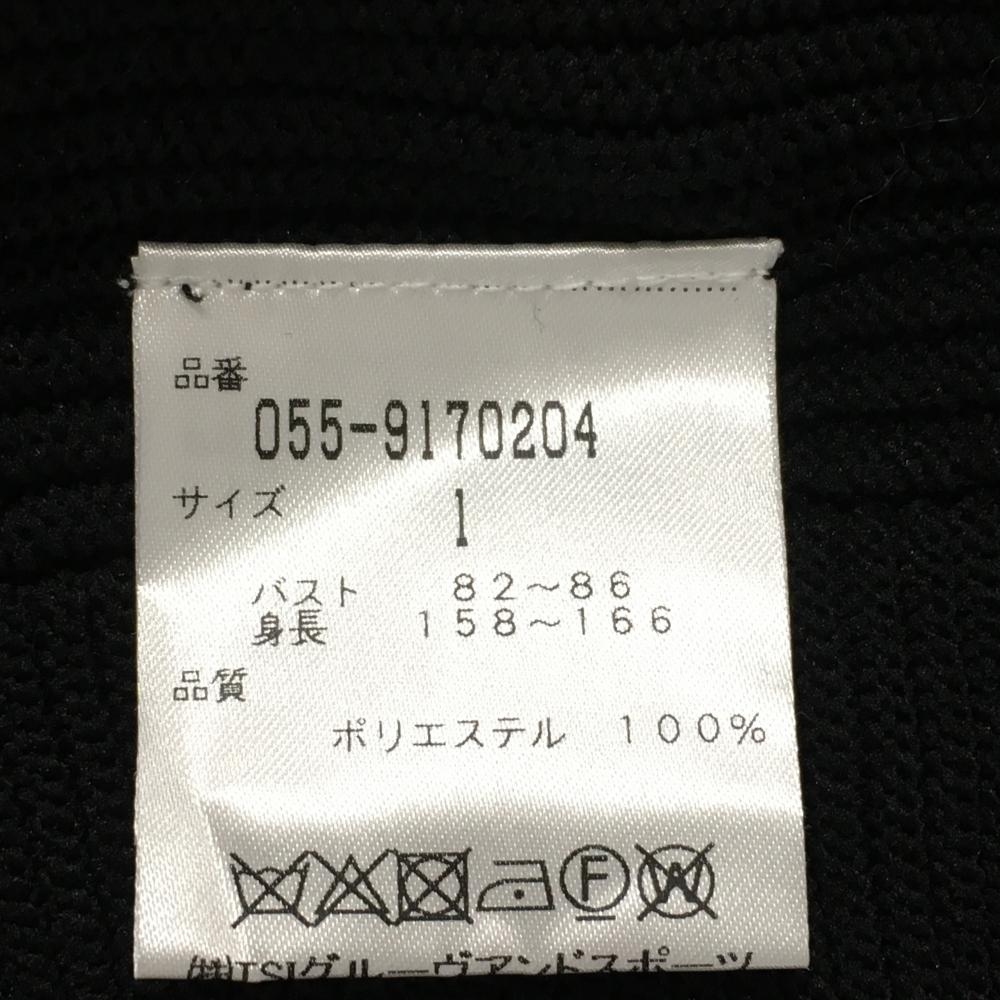 品番
055-9170204
サイズ 1
バスト 82～86
身長 158～166
品質
ポリエステル 100%
F W
㈱TSIグルーヴアンドスポーツ